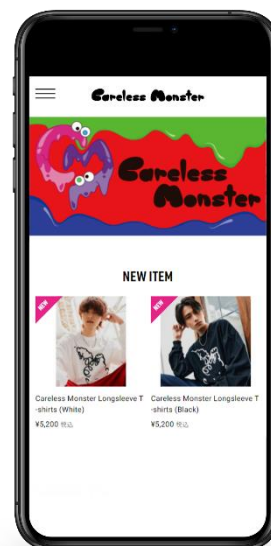 Careless Monster
Careless
Monster
NEW ITEM
NEW
NEW
Careless Monster Longsleeve T
-shirts (White)
¥5,200 税込
Careless Monster Longsleeve T
-shirts (Black)
¥5,200 税込